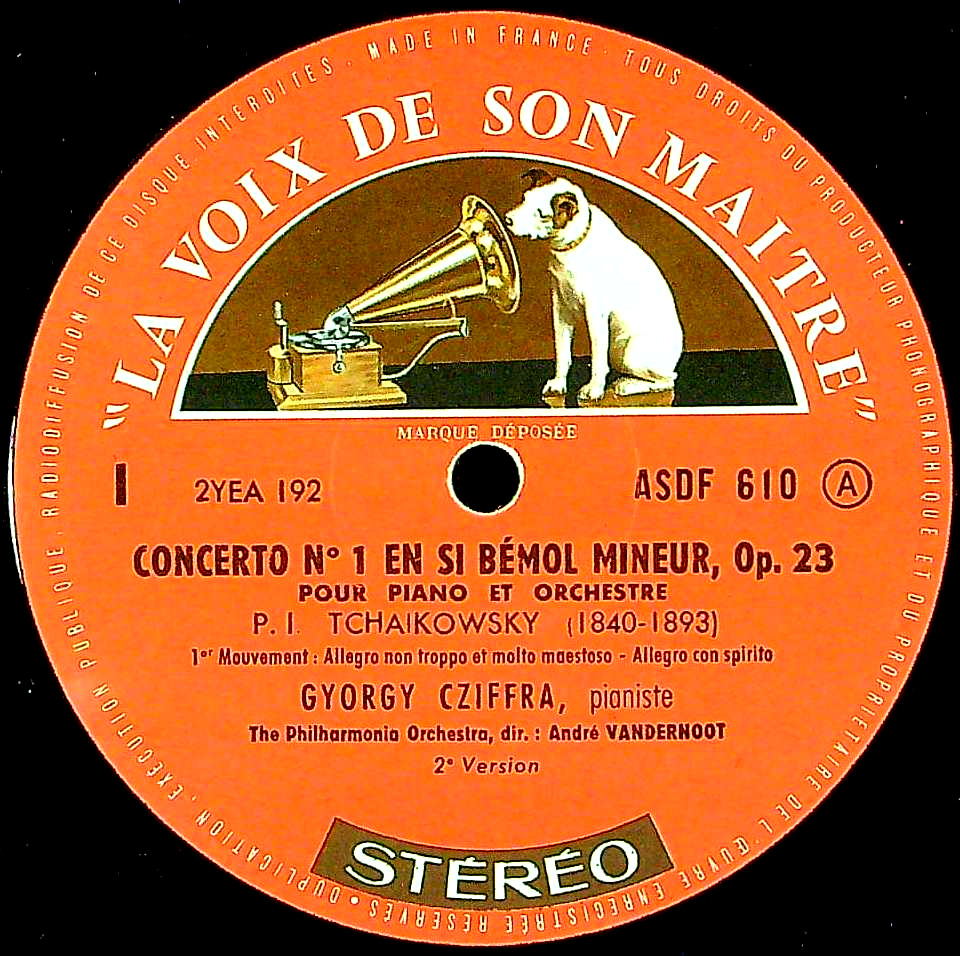 "LA VOIX DE SON MAITRE"
MARQUE DÉPOSÉE
I
2YEA 192
ASDF 610 A
CONCERTO N° 1 EN SI BÉMOL MINEUR, Op. 23
POUR PIANO ET ORCHESTRE
P. I. TCHAIKOWSKY (1840-1893)
1er Mouvement : Allegro non troppo et molto maestoso - Allegro con spirito
GYORGY CZIFFRA, pianiste
The Philharmonia Orchestra, dir. : André VANDERNOOT
2e Version
STÉRÉO
MADE IN FRANCE · TOUS DROITS DU PRODUCTEUR PHONOGRAPHIQUE ET DU PROPRIÉTAIRE DE L'ŒUVRE ENREGISTRÉE RÉSERVÉS • DUPLICATION, EXÉCUTION PUBLIQUE, RADIODIFFUSION DE CE DISQUE INTERDITES .